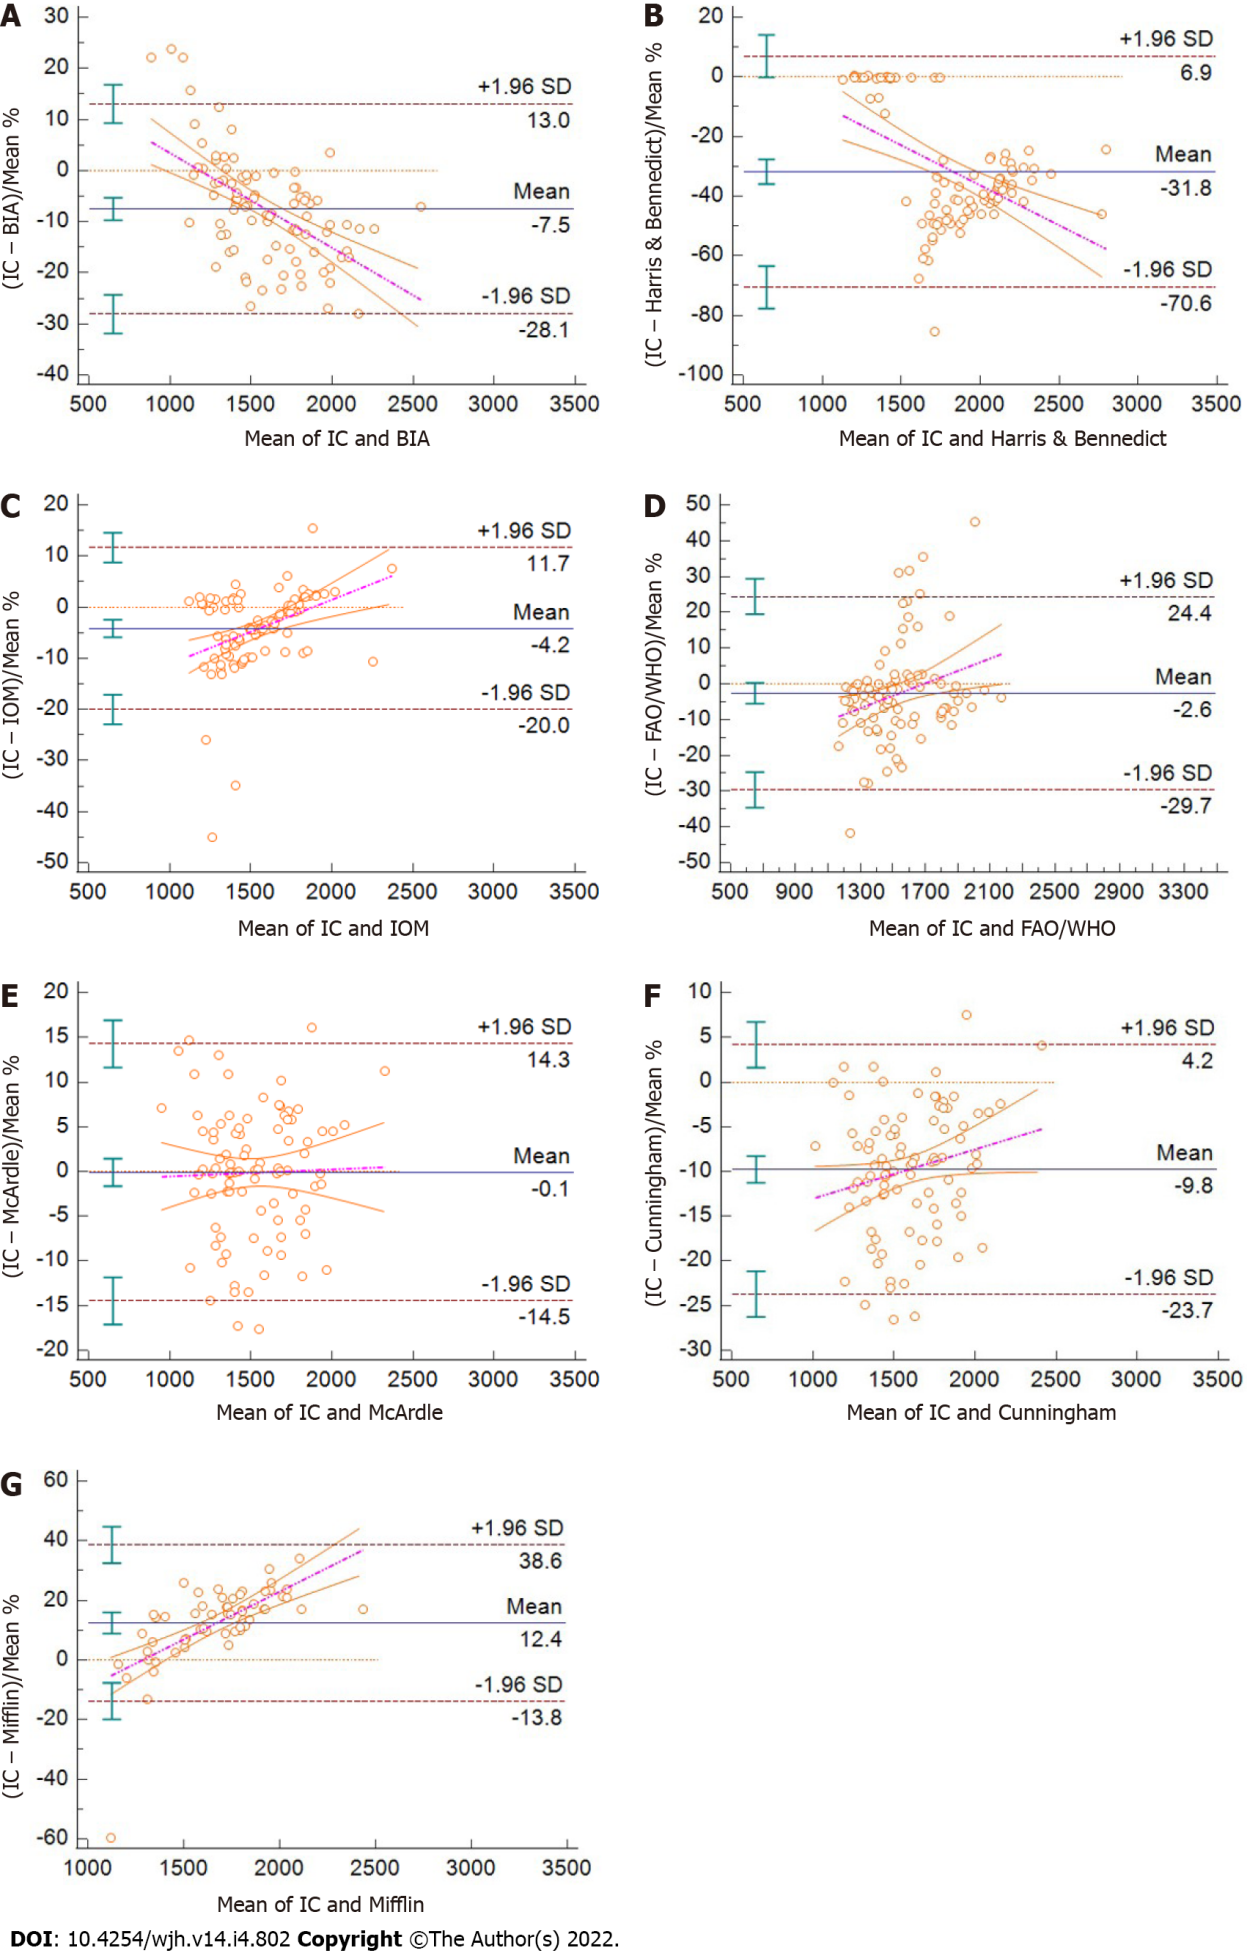 A
(IC – BIA)/Mean %
30
20
10
0
-10
-20
-30
-40
+1.96 SD
13.0
Mean
-7.5
-1.96 SD
-28.1
500 1000 1500 2000 2500 3000 3500
Mean of IC and BIA
B
(IC – Harris & Bennedict)/Mean %
20
0
-20
-40
-60
-80
-100
+1.96 SD
6.9
Mean
-31.8
-1.96 SD
-70.6
500 1000 1500 2000 2500 3000 3500
Mean of IC and Harris & Bennedict
C
(IC – IOM)/Mean %
20
10
0
-10
-20
-30
-40
-50
+1.96 SD
11.7
Mean
-4.2
-1.96 SD
-20.0
500 1000 1500 2000 2500 3000 3500
Mean of IC and IOM
D
(IC – FAO/WHO)/Mean %
50
40
30
20
10
0
-10
-20
-30
-40
-50
+1.96 SD
24.4
Mean
-2.6
-1.96 SD
-29.7
500 900 1300 1700 2100 2500 2900 3300
Mean of IC and FAO/WHO
E
(IC – McArdle)/Mean %
20
15
10
5
0
-5
-10
-15
-20
+1.96 SD
14.3
Mean
-0.1
-1.96 SD
-14.5
500 1000 1500 2000 2500 3000 3500
Mean of IC and McArdle
F
(IC – Cunningham)/Mean %
10
5
0
-5
-10
-15
-20
-25
-30
+1.96 SD
4.2
Mean
-9.8
-1.96 SD
-23.7
500 1000 1500 2000 2500 3000 3500
Mean of IC and Cunningham
G
(IC – Mifflin)/Mean %
60
40
20
0
-20
-40
-60
+1.96 SD
38.6
Mean
12.4
-1.96 SD
-13.8
1000 1500 2000 2500 3000 3500
Mean of IC and Mifflin
DOI: 10.4254/wjh.v14.i4.802 Copyright ©The Author(s) 2022.